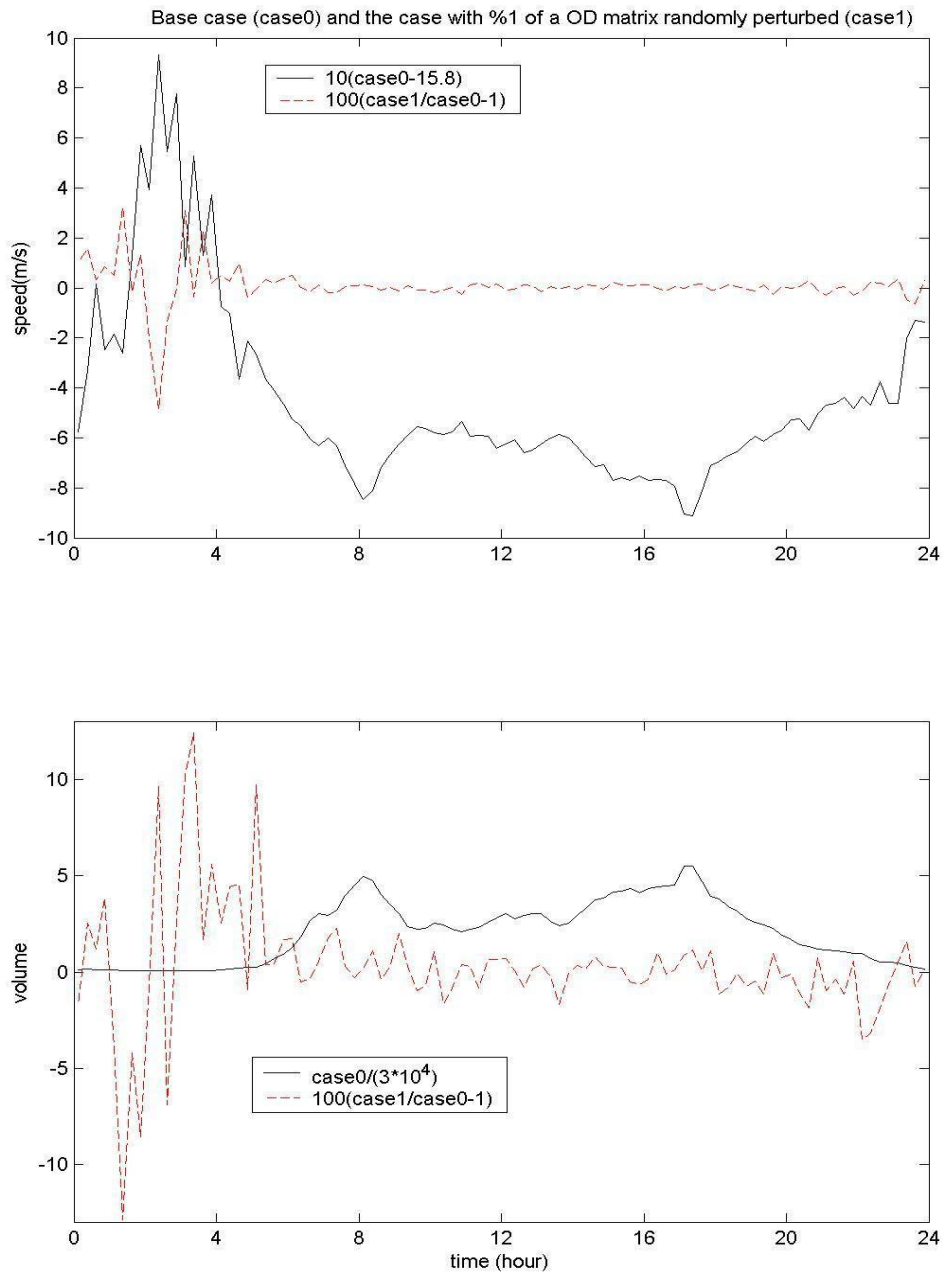 Base case (case0) and the case with %1 of a OD matrix randomly perturbed (case1)
10
8
6
4
2
0
-2
-4
-6
-8
-10
speed(m/s)
10(case0-15.8)
100(case1/case0-1)
0 4 8 12 16 20 24
10
5
0
-5
-10
volume
case0/(3*10^4)
100(case1/case0-1)
0 4 8 12 16 20 24
time (hour)